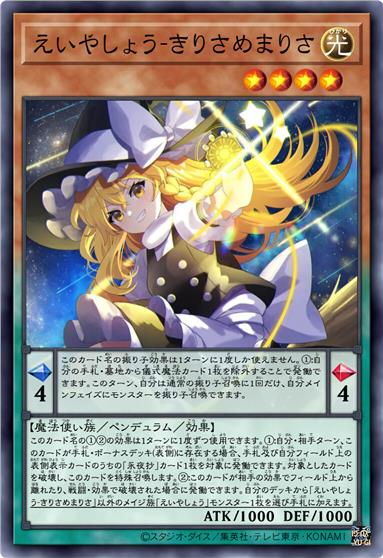 えいやしょう-きりさめまりさ
光
4
4
このカード名の振り子効果は1ターンに1度しか使えません。①:自
分の手札・墓地から儀式魔法カード1枚を除外することで発動で
きます。このターン、自分は通常の振り子召喚に1回だけ、自分メイ
ンフェイズにモンスターを振り子召喚できます。
【魔法使い族／ペンデュラム／効果】
このカード名の①②の効果は1ターンに1度ずつ使用できます。①:自分・相手ターン、こ
のカードが手札・ボーナスデッキ(表側)に存在する場合、手札及び自分フィールド上の
表側表示カードのうちの「永夜抄」カード1枚を対象に発動できます。対象としたカード
を破壊し、このカードを特殊召喚します。②:このカードが相手の効果でフィールド上か
ら離れたり、戦闘・効果で破壊された場合に発動できます。自分のデッキから「えいやしょう
-きりさめまりさ」以外のメイジ族「えいやしょう」モンスター1枚を選び手札に加えます。
ATK/1000 DEF/1000
©スタジオ・ダイス/集英社・テレビ東京・KONAMI